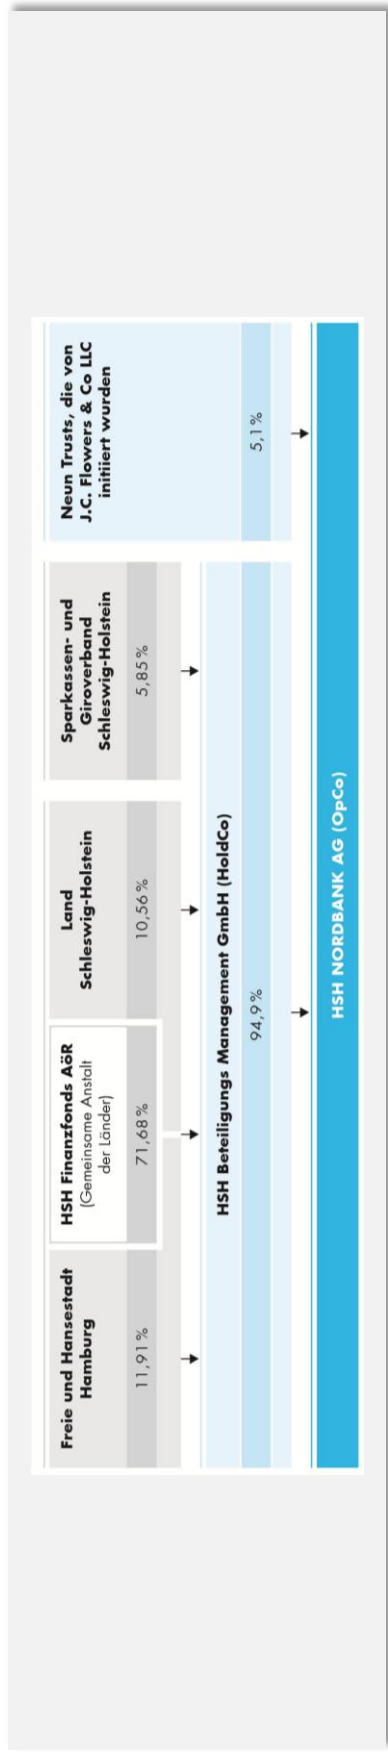 Freie und Hansestadt
Hamburg
11,91 %
HSH Finanzfonds AöR
(Gemeinsame Anstalt
der Länder)
71,68 %
Land
Schleswig-Holstein
10,56 %
Sparkassen- und
Giroverband
Schleswig-Holstein
5,85 %
Neun Trusts, die von
J.C. Flowers & Co LLC
initiiert wurden
5,1 %
HSH Beteiligungs Management GmbH (HoldCo)
94,9 %
HSH NORDBANK AG (OpCo)